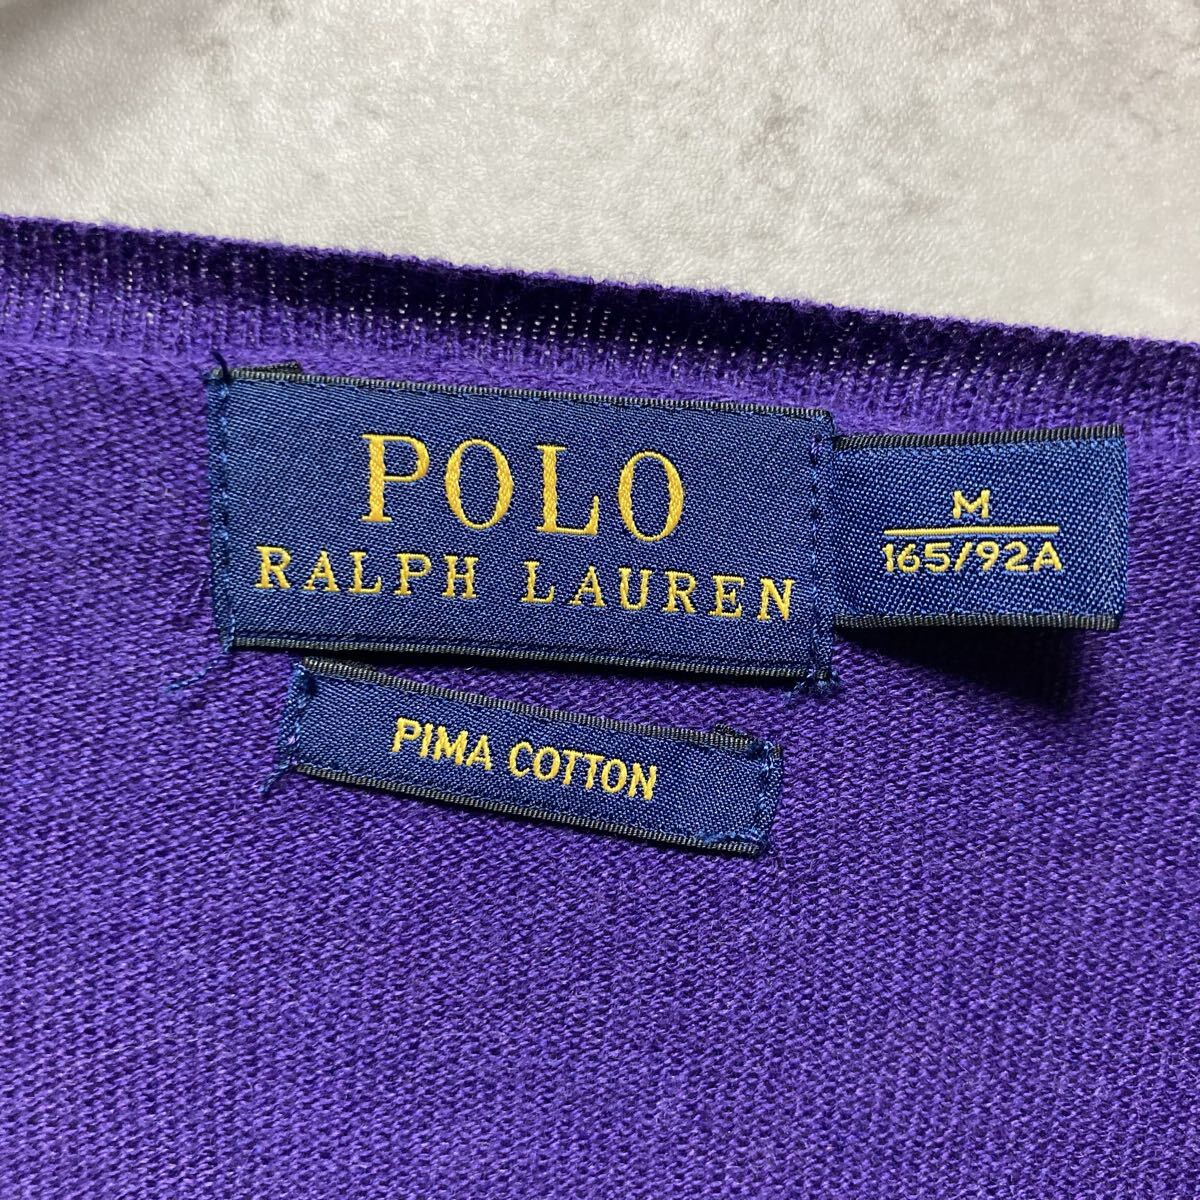 POLO
RALPH LAUREN
M
165/92A
PIMA COTTON